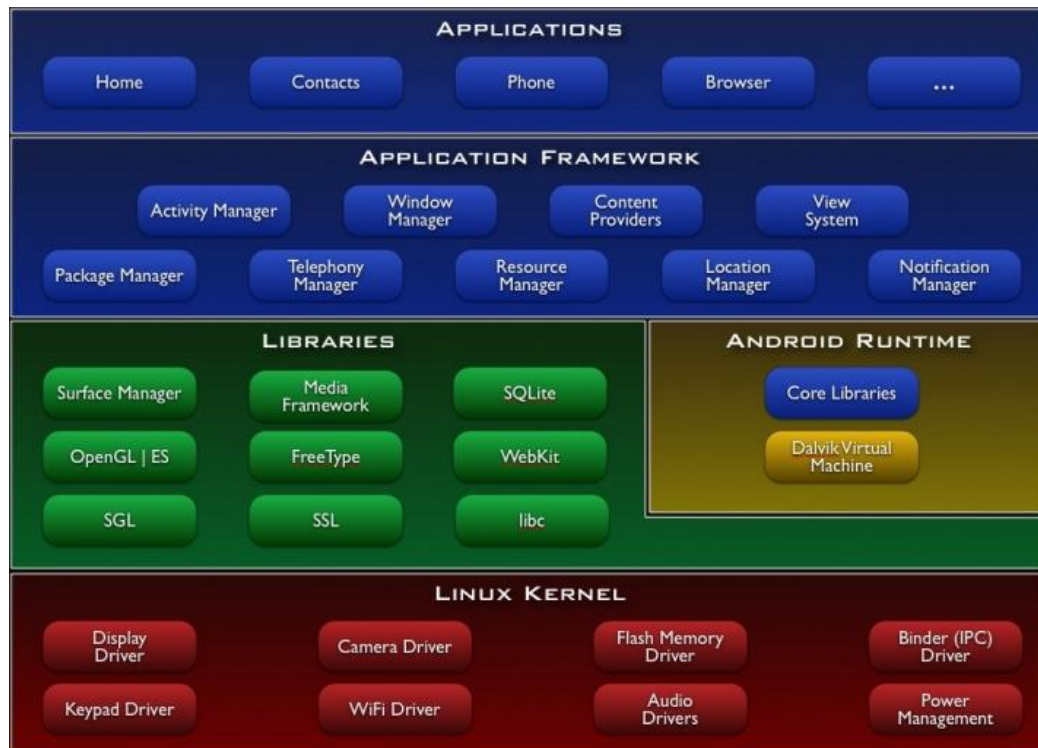 APPLICATIONS
Home
Contacts
Phone
Browser
...
APPLICATION FRAMEWORK
Activity Manager
Window
Manager
Content
Providers
View
System
Package Manager
Telephony
Manager
Resource
Manager
Location
Manager
Notification
Manager
LIBRARIES
Surface Manager
Media
Framework
SQLite
OpenGL | ES
FreeType
WebKit
SGL
SSL
libc
ANDROID RUNTIME
Core Libraries
Dalvik Virtual
Machine
LINUX KERNEL
Display
Driver
Camera Driver
Flash Memory
Driver
Binder (IPC)
Driver
Keypad Driver
WiFi Driver
Audio
Drivers
Power
Management